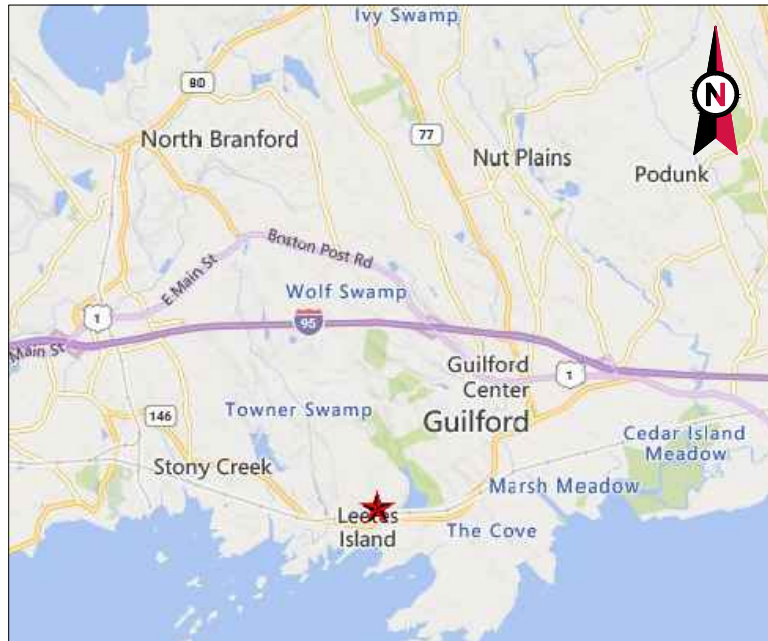 Ivy Swamp
N
80
77
North Branford
Nut Plains
Podunk
Boston Post Rd
E Main St
Wolf Swamp
1
95
Main St
Guilford
Center
1
146
Towner Swamp
Guilford
Cedar Island
Meadow
Stony Creek
Marsh Meadow
Leetes
Island
The Cove